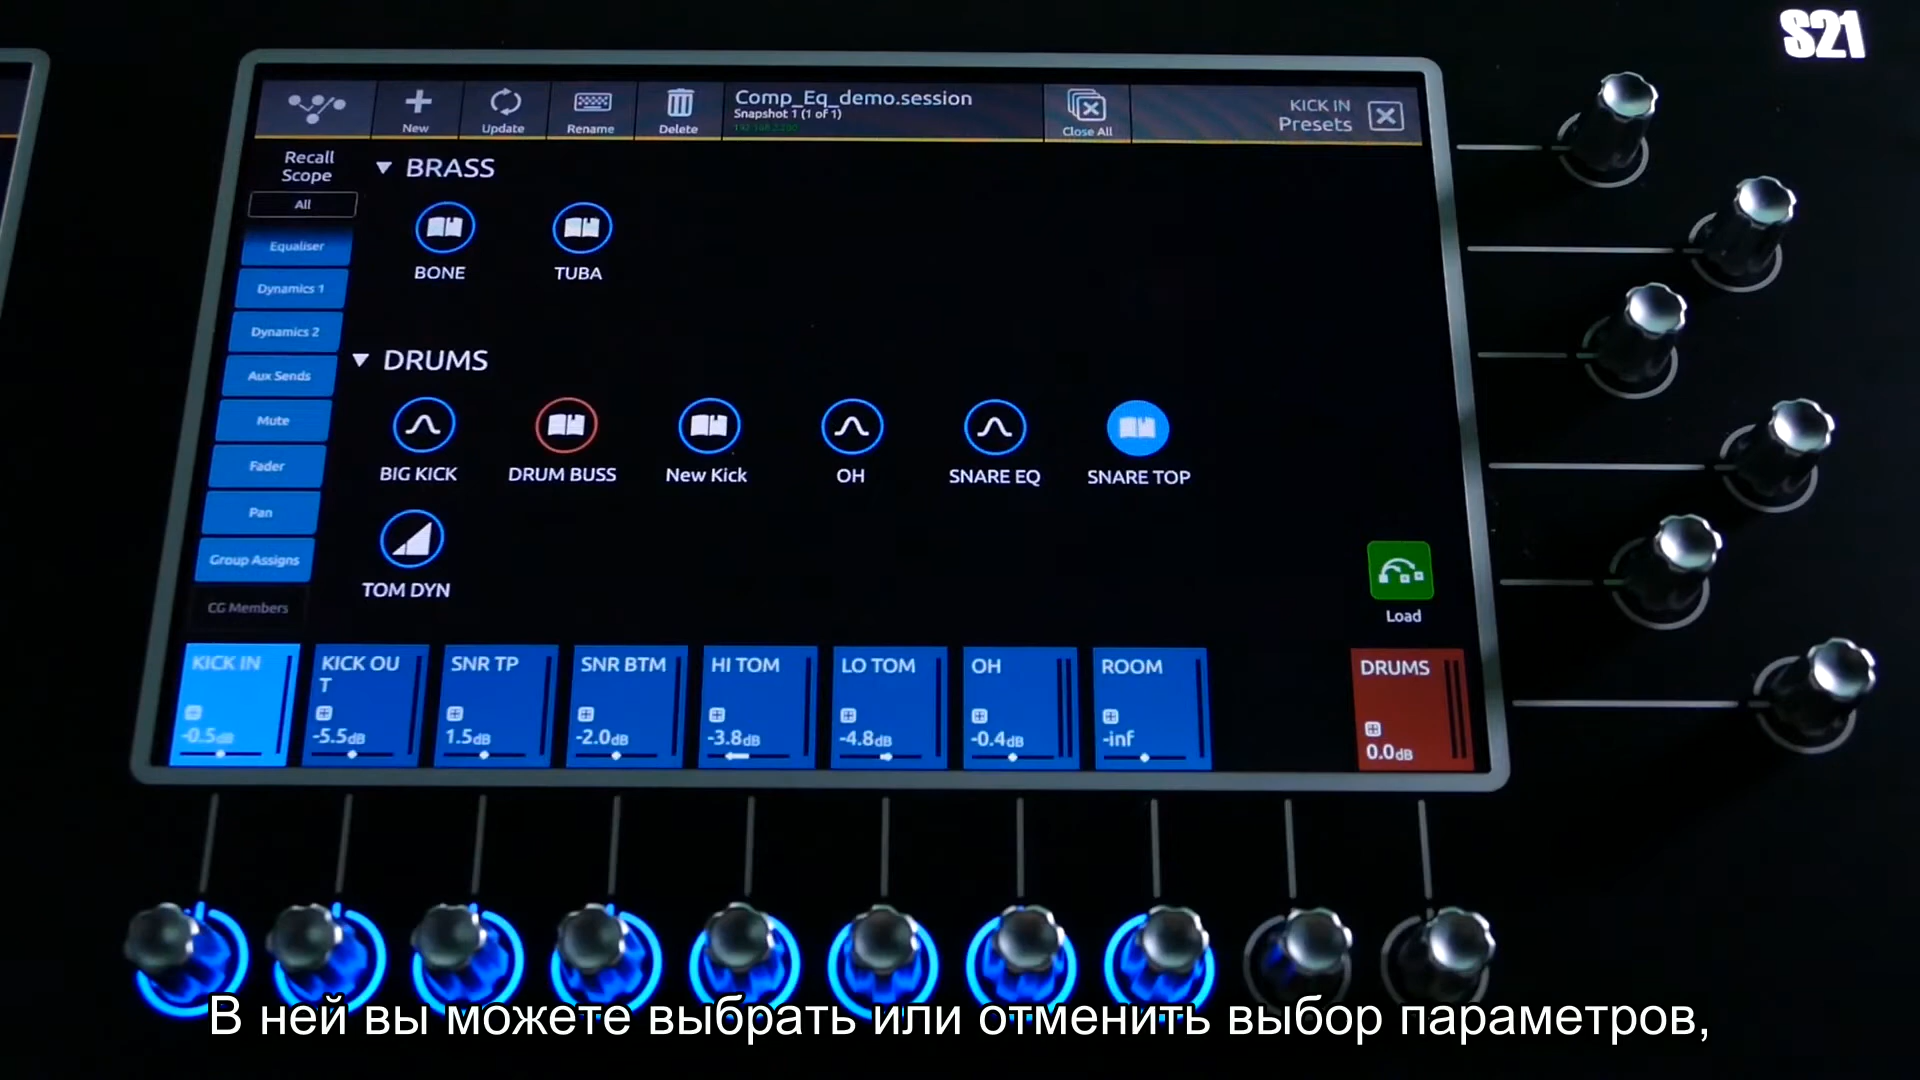 S21
New
Update
Rename
Delete
Comp_Eq_demo.session
Snapshot 1 (1 of 1)
Close All
KICK IN
Presets
Recall
Scope
All
Equaliser
Dynamics 1
Dynamics 2
Aux Sends
Mute
Fader
Pan
Group Assigns
CG Members
BRASS
BONE
TUBA
DRUMS
BIG KICK
DRUM BUSS
New Kick
OH
SNARE EQ
SNARE TOP
TOM DYN
Load
KICK IN
-0.5dB
KICK OU
T
-5.5dB
SNR TP
1.5dB
SNR BTM
-2.0dB
HI TOM
-3.8dB
LO TOM
-4.8dB
OH
-0.4dB
ROOM
-inf
DRUMS
0.0dB
В ней вы можете выбрать или отменить выбор параметров,